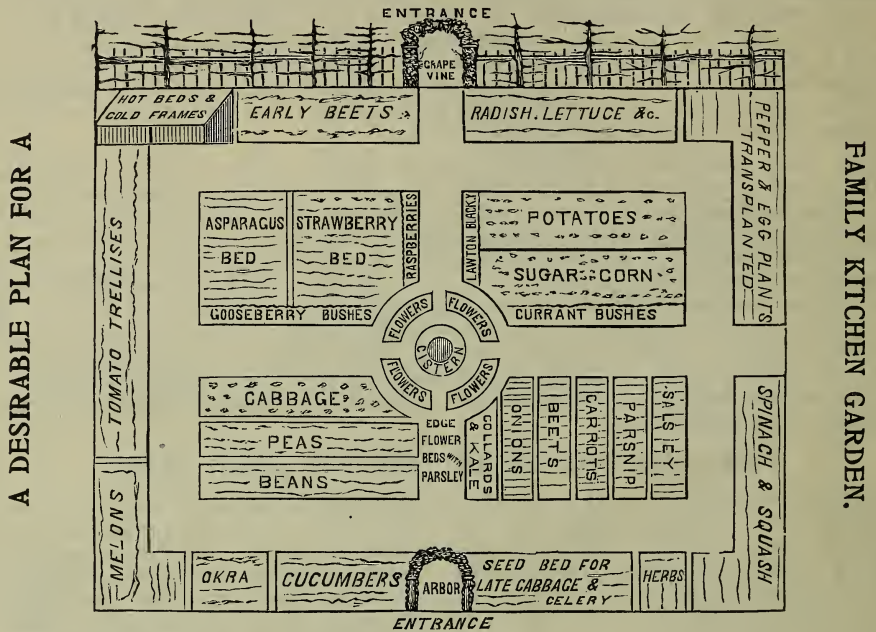 A DESIRABLE PLAN FOR A
FAMILY KITCHEN GARDEN.
ENTRANCE
GRAPE
VINE
HOT BEDS &
COLD FRAMES
EARLY BEETS
RADISH. LETTUCE &c.
PEPPER & EGG PLANTS
TRANSPLANTED
TOMATO TRELLISES
ASPARAGUS
BED
STRAWBERRY
BED
RASPBERRIES
LAWTON BLACKY
POTATOES
SUGAR CORN
GOOSEBERRY BUSHES
CURRANT BUSHES
FLOWERS
FLOWERS
CISTERN
FLOWERS
FLOWERS
CABBAGE
PEAS
BEANS
EDGE
FLOWER
BEDS WITH
PARSLEY
COLLARDS
& KALE
ONIONS
BEETS
CARROTS
PARSNIP
SALSEY
SPINACH & SQUASH
MELONS
OKRA
CUCUMBERS
ARBOR
SEED BED FOR
LATE CABBAGE &
CELERY
HERBS
ENTRANCE